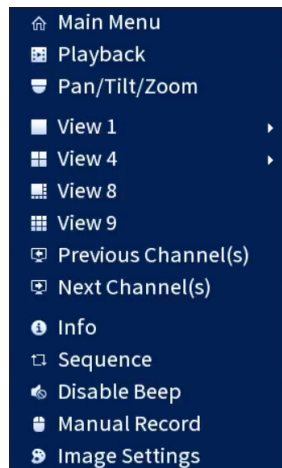 Main Menu
Playback
Pan/Tilt/Zoom
View 1
View 4
View 8
View 9
Previous Channel(s)
Next Channel(s)
Info
Sequence
Disable Beep
Manual Record
Image Settings